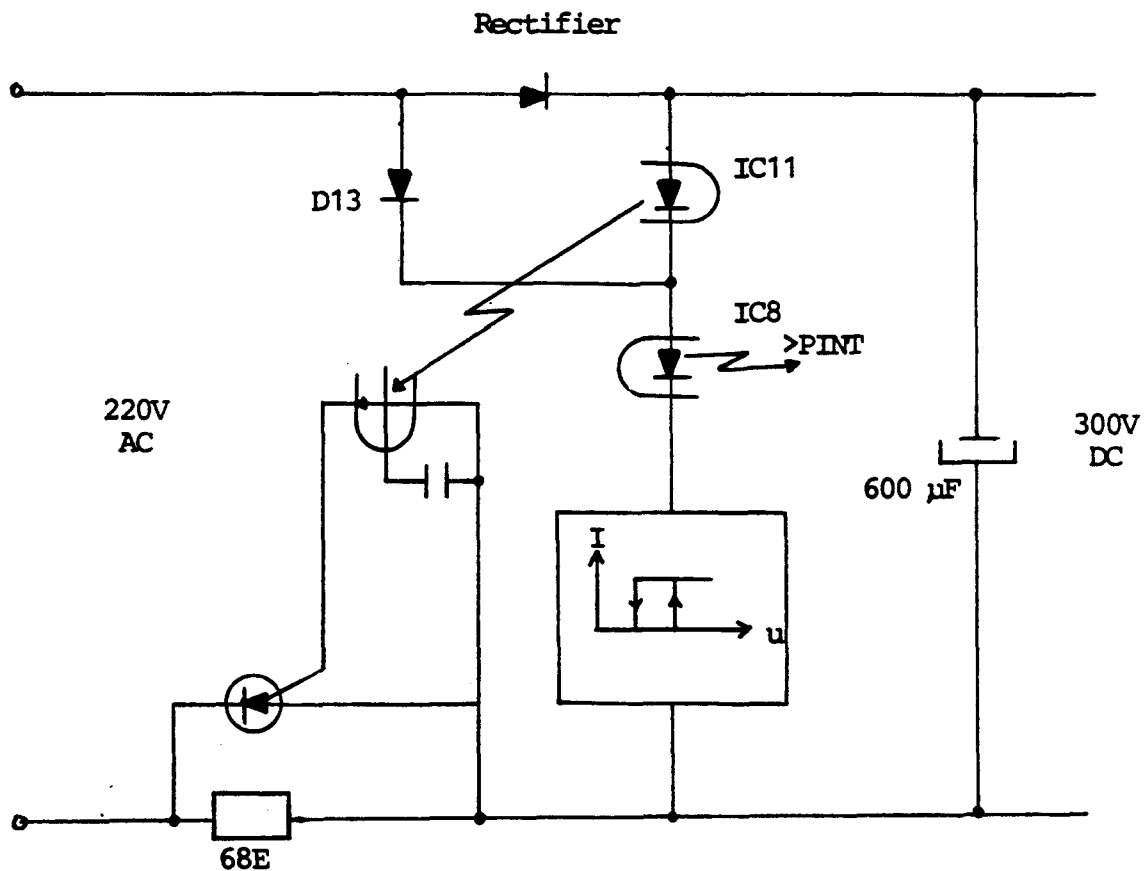 Rectifier
IC11
D13
IC8
>PINT
220V
AC
300V
DC
600 µF
I
u
68E